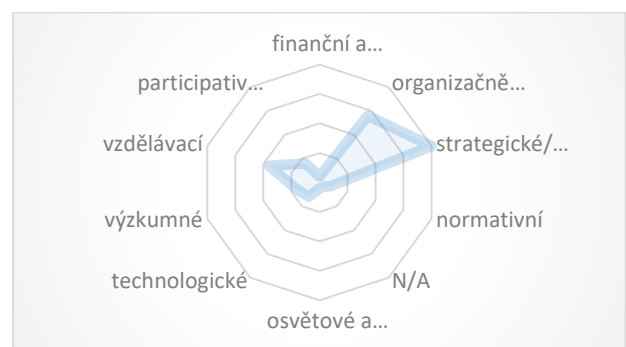 finanční a...
participativ...
organizačně...
vzdělávací
strategické/...
výzkumné
normativní
technologické
N/A
osvětové a...